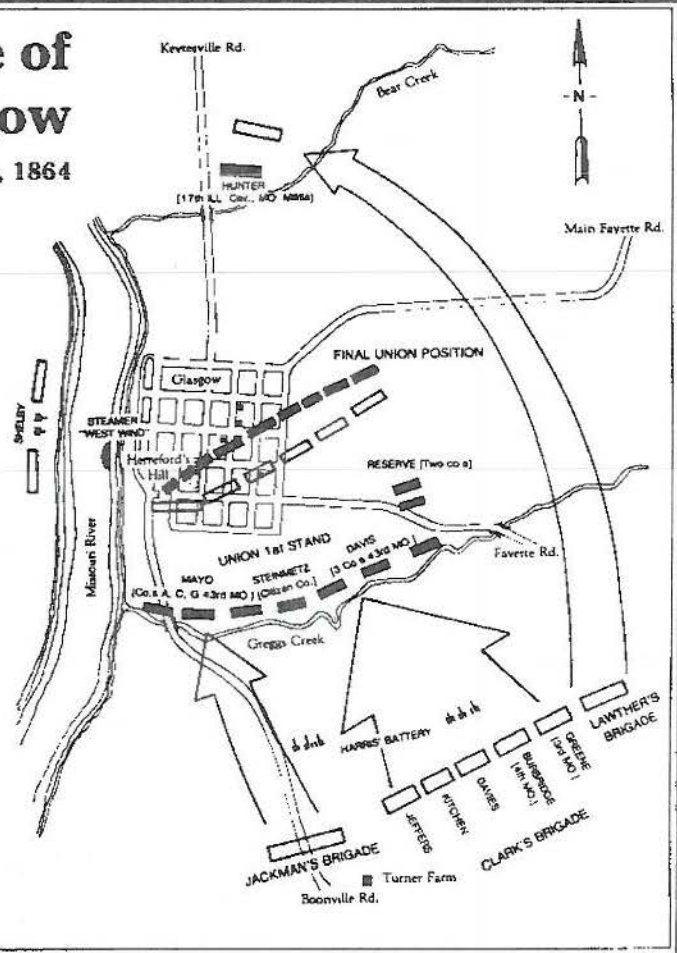 e of
ow
, 1864
Keytesville Rd.
Bear Creek
- N -
HUNTER
[17th ILL Cav., MO Militia]
Main Fayette Rd.
FINAL UNION POSITION
Glasgow
SHELBY
STEAMER
"WEST WIND"
Hereford's
Hill
RESERVE [Two co s]
Missouri River
UNION 1st STAND
Fayette Rd.
MAYO
[Co.s A, C, G 43rd MO]
STEINMETZ
[Citizen Co.]
DAVIS
[3 Co s 43rd MO]
Greggs Creek
HARRIS' BATTERY
LAWTHER'S
BRIGADE
GREENE
[3rd MO]
BURBRIDGE
[4th MO.]
DAVIES
KITCHEN
JEFFERS
CLARK'S BRIGADE
JACKMAN'S BRIGADE
Turner Farm
Boonville Rd.